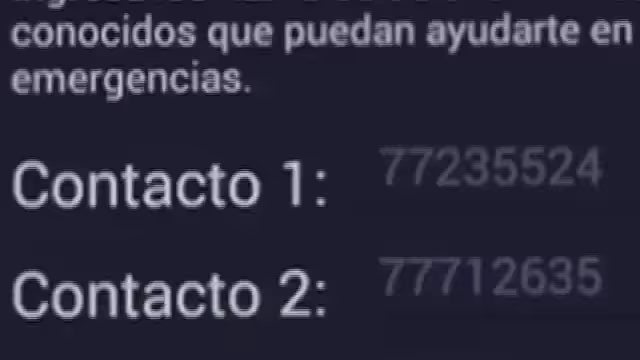 conocidos que puedan ayudarte en
emergencias.
Contacto 1: 77235524
Contacto 2: 77712635